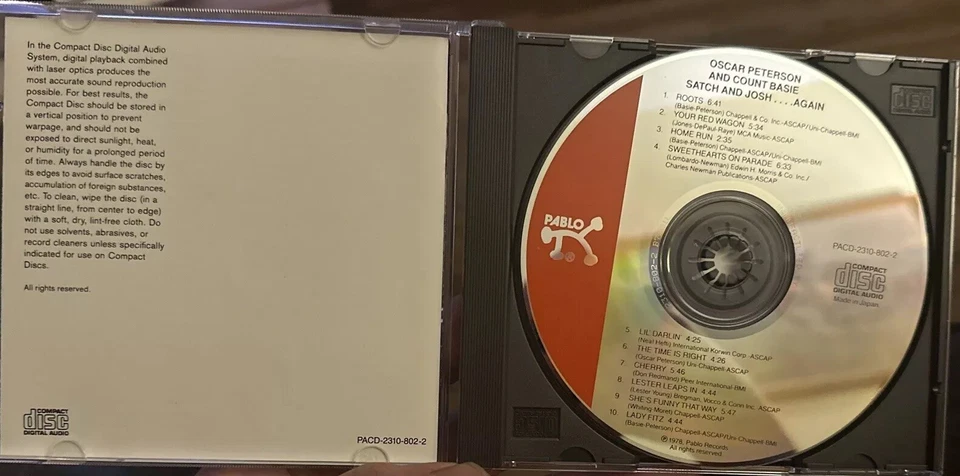 In the Compact Disc Digital Audio
System, digital playback combined
with laser optics produces the
most accurate sound reproduction
possible. For best results, the
Compact Disc should be stored in
a vertical position to prevent
warpage, and should not be
exposed to direct sunlight, heat,
or humidity for a prolonged period
of time. Always handle the disc by
its edges to avoid surface scratches,
accumulation of foreign substances,
etc. To clean, wipe the disc (in a
straight line, from center to edge)
with a soft, dry, lint-free cloth. Do
not use solvents, abrasives, or
record cleaners unless specifically
indicated for use on Compact
Discs.
All rights reserved.
COMPACT
disc
DIGITAL AUDIO
PACD-2310-802-2
OSCAR PETERSON
AND COUNT BASIE
SATCH AND JOSH....AGAIN
1. ROOTS 6:41
(Basie-Peterson) Chappell & Co. Inc.-ASCAP/Uni-Chappell-BMI
2. YOUR RED WAGON 5:34
(Jones-DePaul-Raye) MCA Music-ASCAP
3. HOME RUN 2:35
(Basie-Peterson) Chappell-ASCAP/Uni-Chappell-BMI
4. SWEETHEARTS ON PARADE 6:33
(Lombardo-Newman) Edwin H. Morris & Co. Inc./
Charles Newman Publications-ASCAP
PABLO
®
PACD-2310-802-2
COMPACT
disc
DIGITAL AUDIO
Made in Japan
5. LIL' DARLIN' 4:25
(Neal Hefti) International Korwin Corp.-ASCAP
6. THE TIME IS RIGHT 4:26
(Oscar Peterson) Uni-Chappell-ASCAP
7. CHERRY 5:46
(Don Redmand) Peer International BMI
8. LESTER LEAPS IN 4:44
(Lester Young) Bregman, Vocco & Conn Inc. ASCAP
9. SHE'S FUNNY THAT WAY 5:47
(Whiting-Moret) Chappell-ASCAP
10. LADY FITZ 4:44
(Basie-Peterson) Chappell-ASCAP/Uni-Chappell BMI
℗ 1978, Pablo Records
All rights reserved
disc